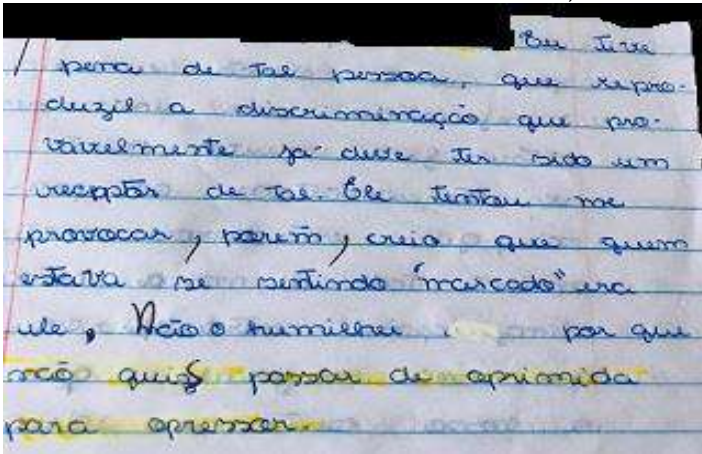 Eu tive
pena de tal pessoa, que repro-
duziu a discriminação que pro-
vavelmente já deve ter sido um
receptor de tal. Ele tentou me
provocar, porém, creio que quem
estava se sentindo "marcado" era
ele, Não o humilhei por que
não quis passar de oprimida
para opressor.